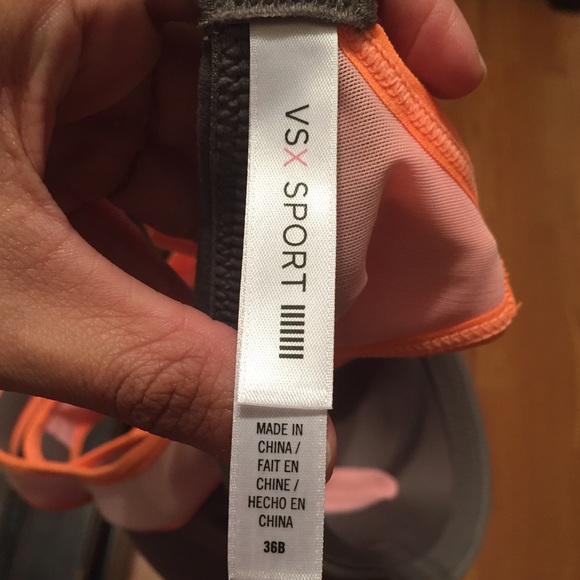 VSX SPORT
MADE IN
CHINA /
FAIT EN
CHINE /
HECHO EN
CHINA
36B